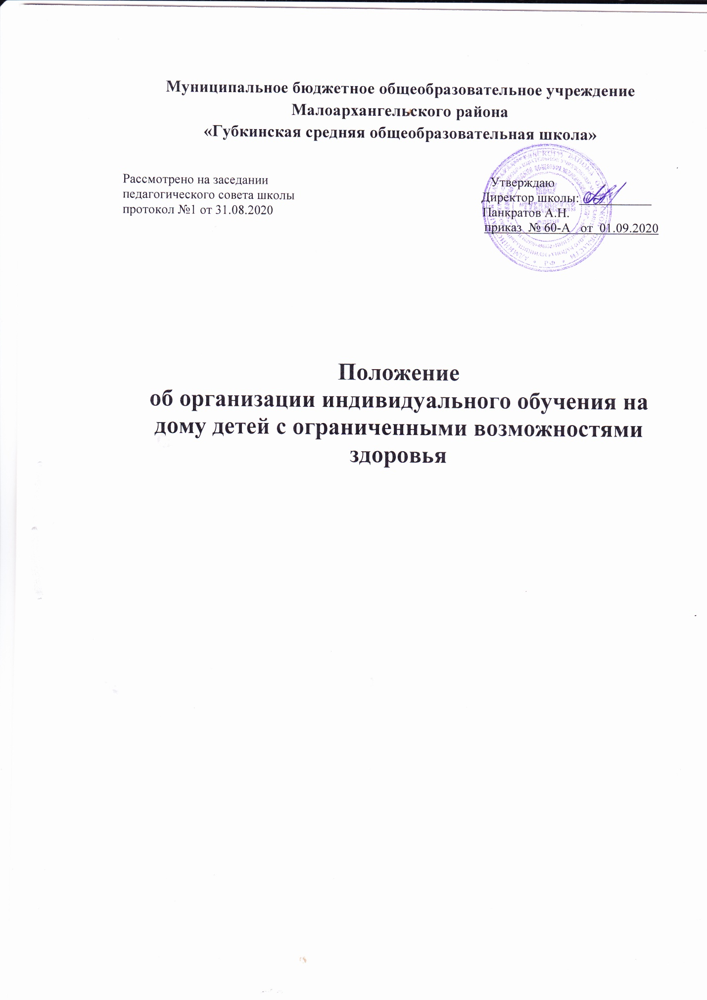 Муниципальное бюджетное общеобразовательное учреждение
Малоархангельского района
«Губкинская средняя общеобразовательная школа»
Рассмотрено на заседании
педагогического совета школы
протокол №1 от 31.08.2020
Утверждаю
Директор школы:
Панкратов А.Н.
приказ № 60-А от 01.09.2020
Положение
об организации индивидуального обучения на
дому детей с ограниченными возможностями
здоровья